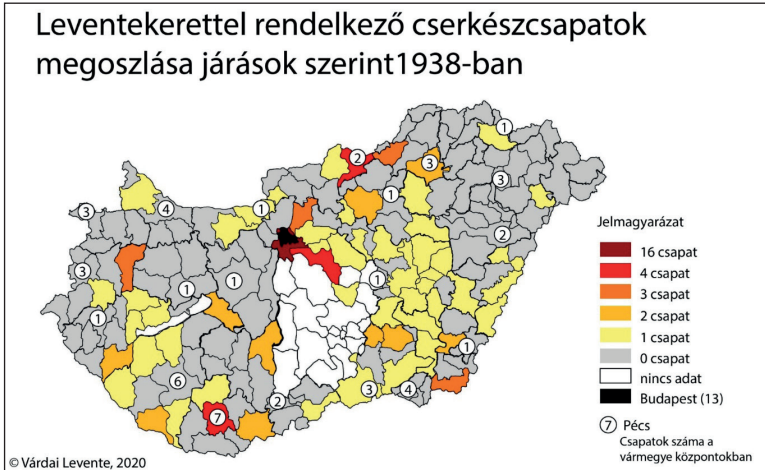 Leventekerettel rendelkező cserkészcsapatok
megoszlása járások szerint1938-ban
1
2
3
1
3
3
4
1
2
3
1
1
1
1
1
6
3
4
2
7
Jelmagyarázat
16 csapat
4 csapat
3 csapat
2 csapat
1 csapat
0 csapat
nincs adat
Budapest (13)
7 Pécs
Csapatok száma a
vármegye központokban
© Várdai Levente, 2020